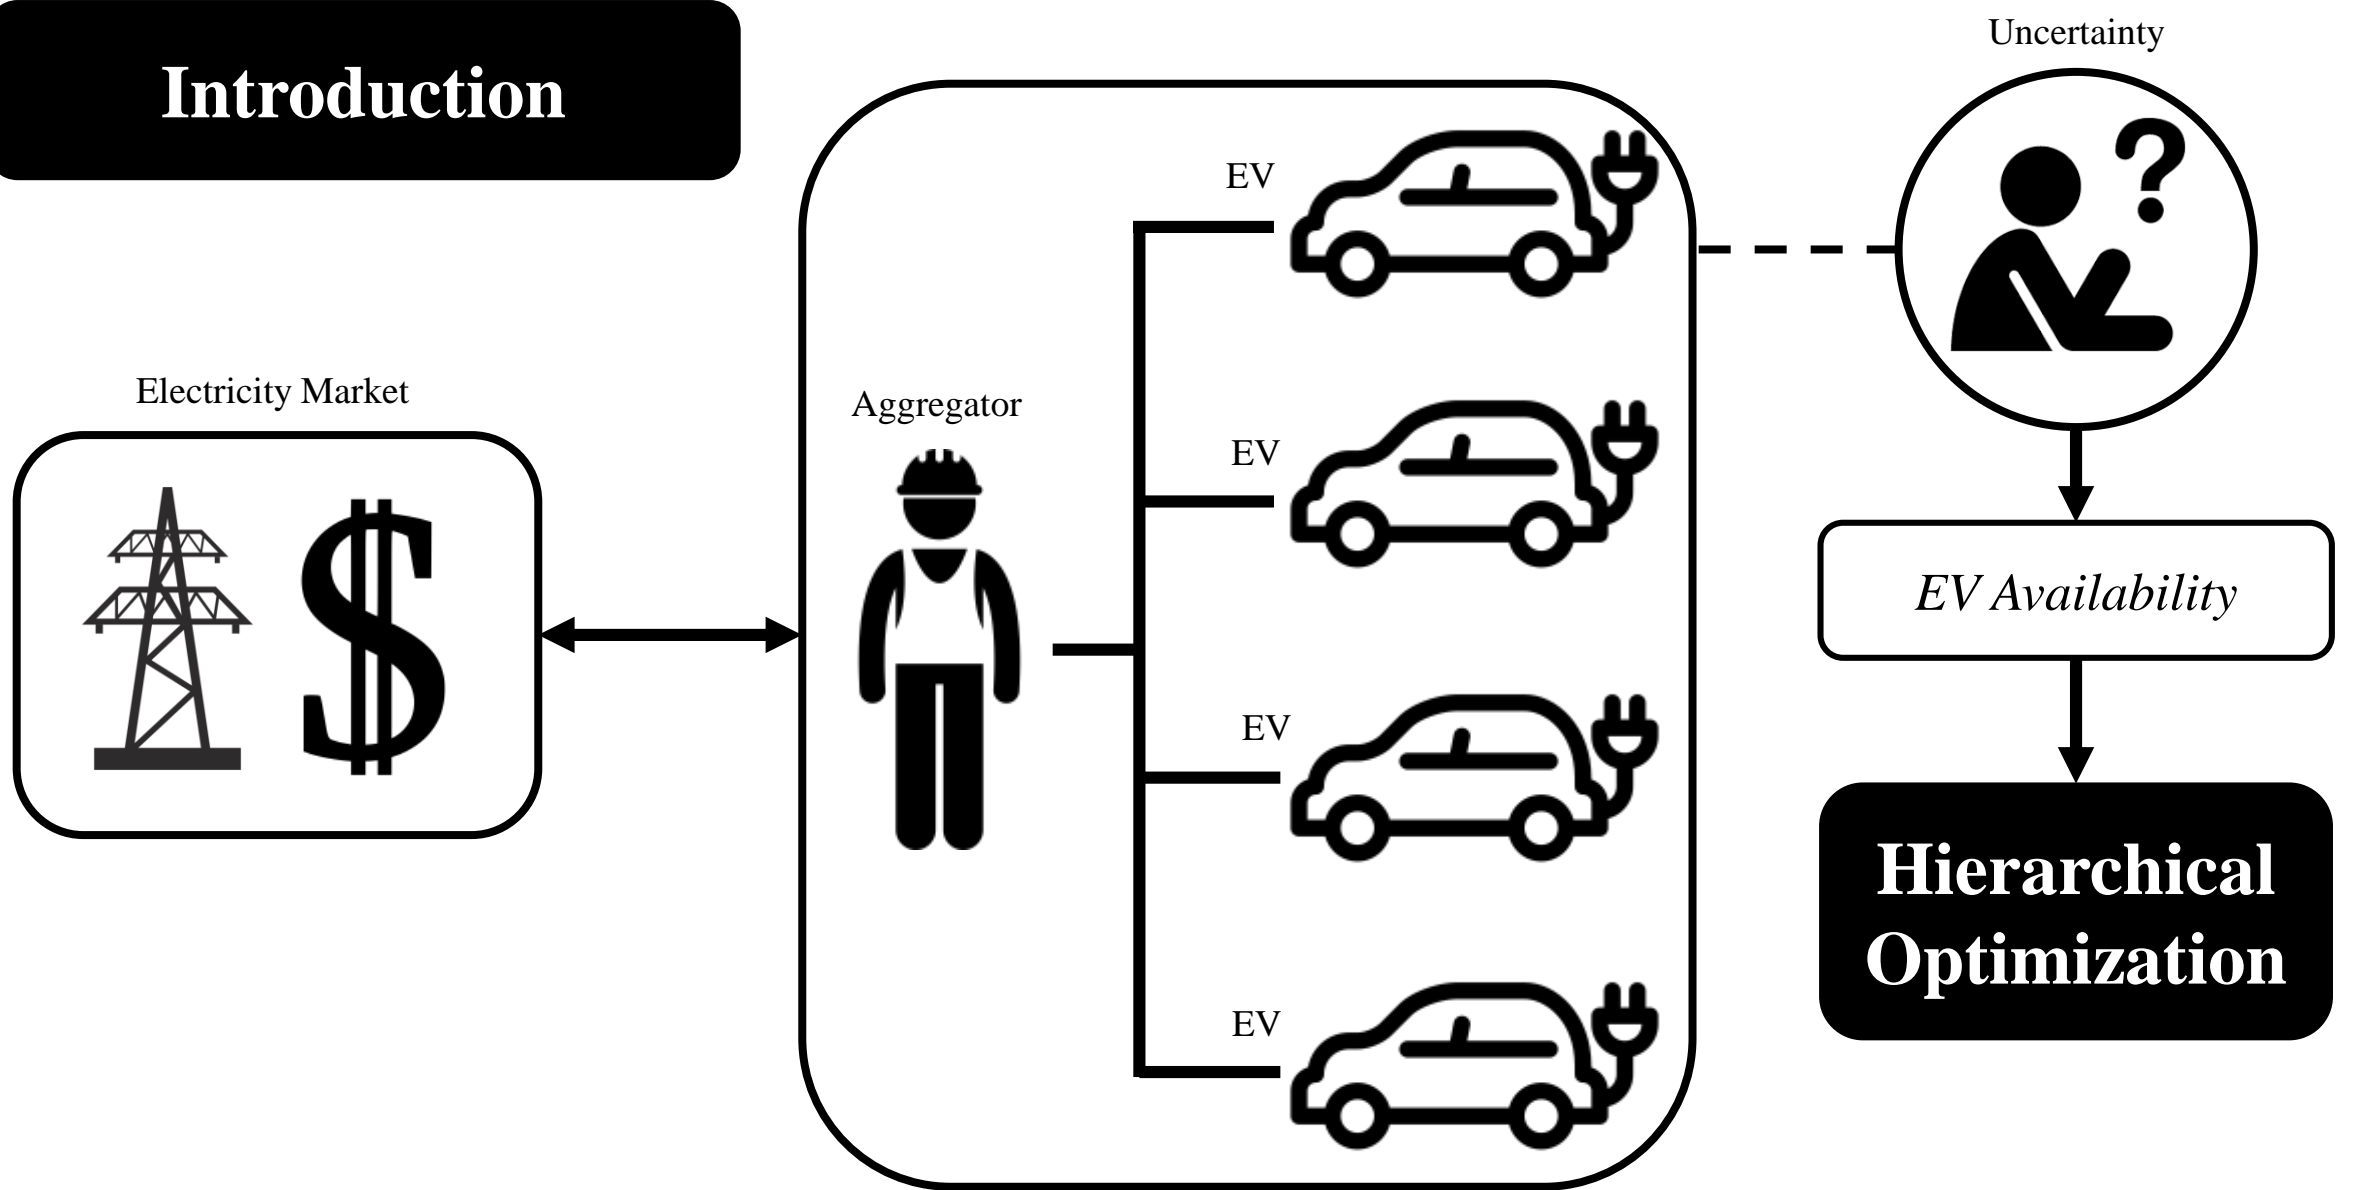 Introduction
Uncertainty
EV
Electricity Market
Aggregator
EV
EV Availability
EV
Hierarchical
Optimization
EV